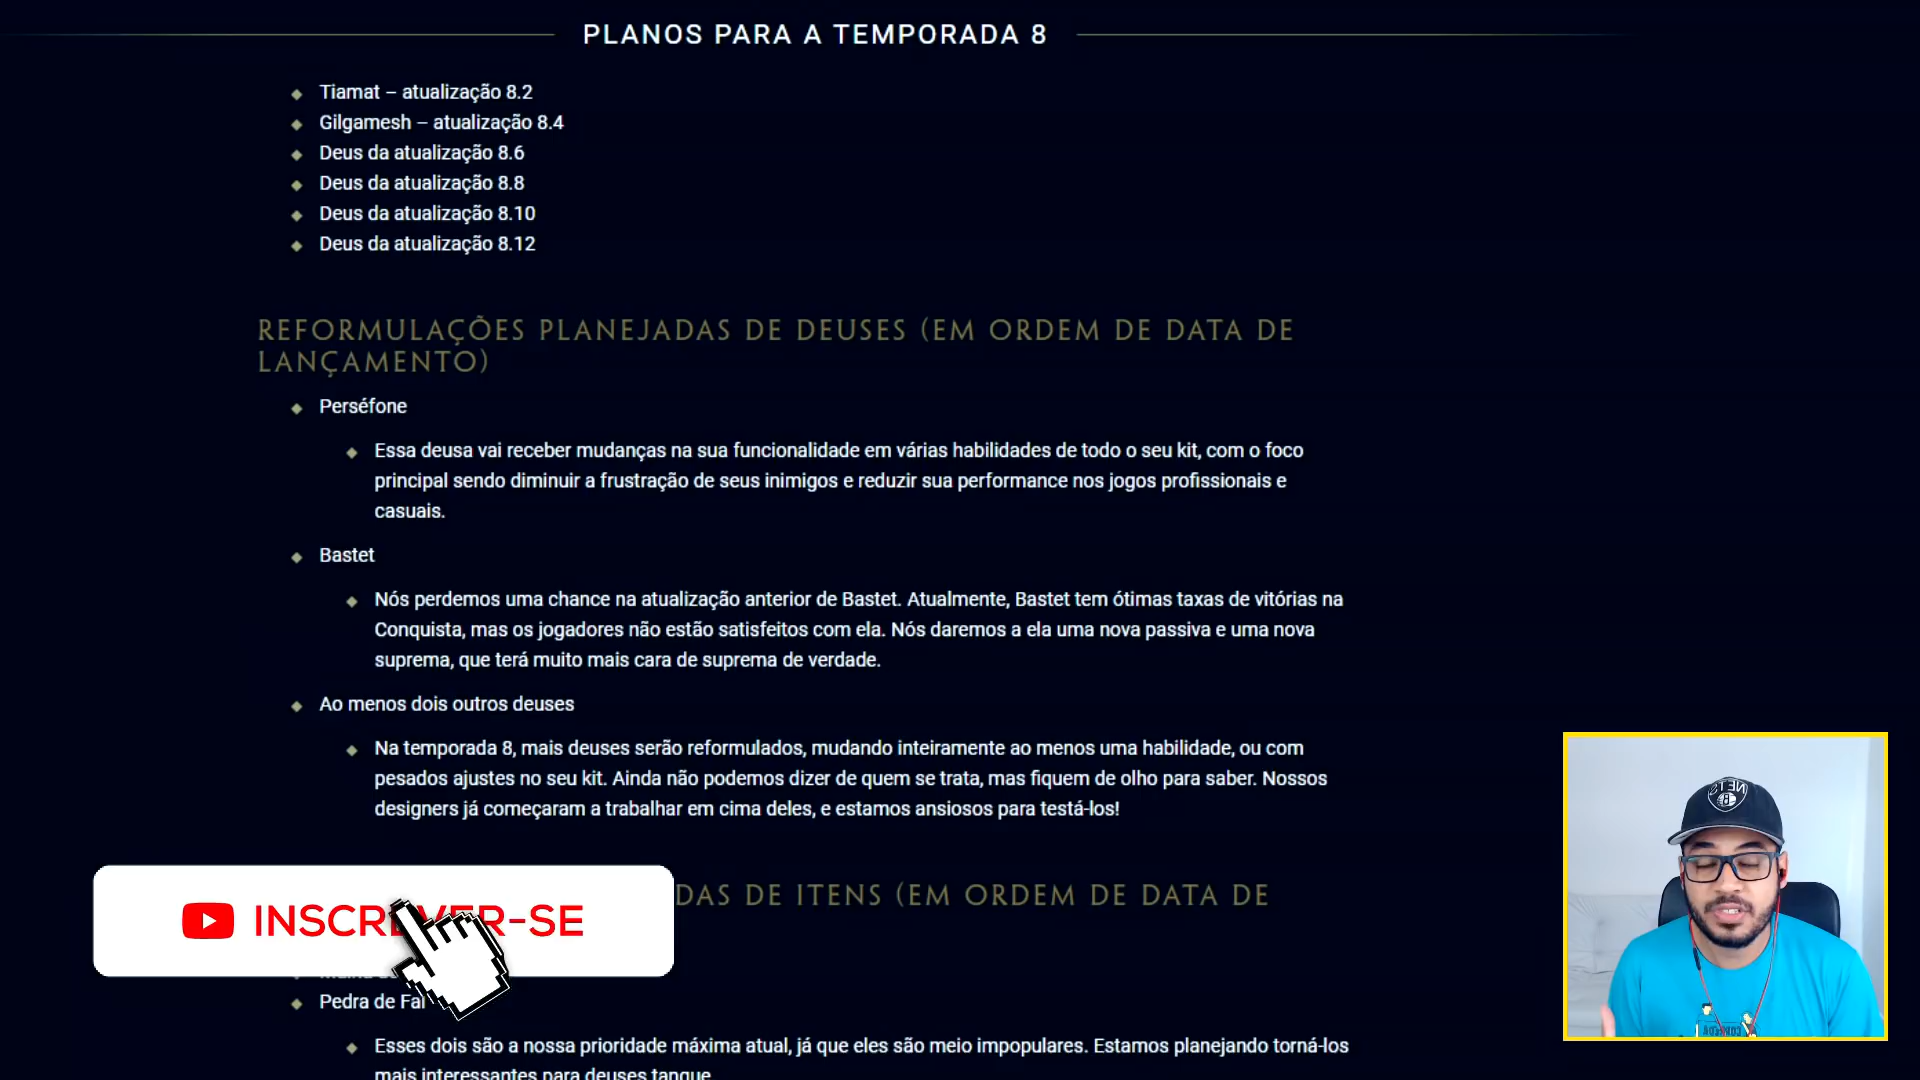 PLANOS PARA A TEMPORADA 8
Tiamat – atualização 8.2
Gilgamesh – atualização 8.4
Deus da atualização 8.6
Deus da atualização 8.8
Deus da atualização 8.10
Deus da atualização 8.12
REFORMULAÇÕES PLANEJADAS DE DEUSES (EM ORDEM DE DATA DE
LANÇAMENTO)
Perséfone
Essa deusa vai receber mudanças na sua funcionalidade em várias habilidades de todo o seu kit, com o foco
principal sendo diminuir a frustração de seus inimigos e reduzir sua performance nos jogos profissionais e
casuais.
Bastet
Nós perdemos uma chance na atualização anterior de Bastet. Atualmente, Bastet tem ótimas taxas de vitórias na
Conquista, mas os jogadores não estão satisfeitos com ela. Nós daremos a ela uma nova passiva e uma nova
suprema, que terá muito mais cara de suprema de verdade.
Ao menos dois outros deuses
Na temporada 8, mais deuses serão reformulados, mudando inteiramente ao menos uma habilidade, ou com
pesados ajustes no seu kit. Ainda não podemos dizer de quem se trata, mas fiquem de olho para saber. Nossos
designers já começaram a trabalhar em cima deles, e estamos ansiosos para testá-los!
DAS DE ITENS (EM ORDEM DE DATA DE
INSCREVER-SE
Pedra de
Esses dois são a nossa prioridade máxima atual, já que eles são meio impopulares. Estamos planejando torná-los
mais interessantes para deuses tanque